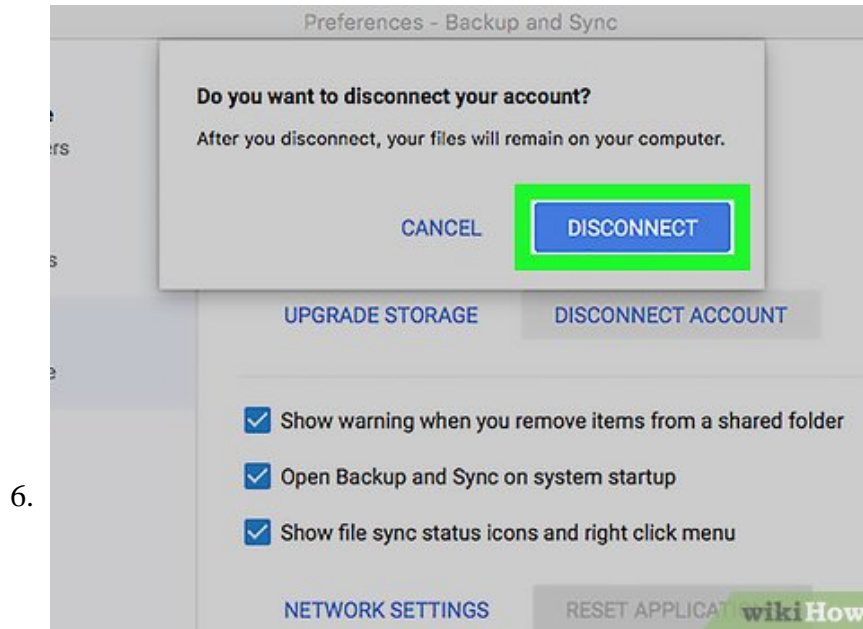 Preferences - Backup and Sync
Do you want to disconnect your account?
After you disconnect, your files will remain on your computer.
CANCEL DISCONNECT
UPGRADE STORAGE DISCONNECT ACCOUNT
Show warning when you remove items from a shared folder
Open Backup and Sync on system startup
6.
Show file sync status icons and right click menu
NETWORK SETTINGS RESET
wikiHow